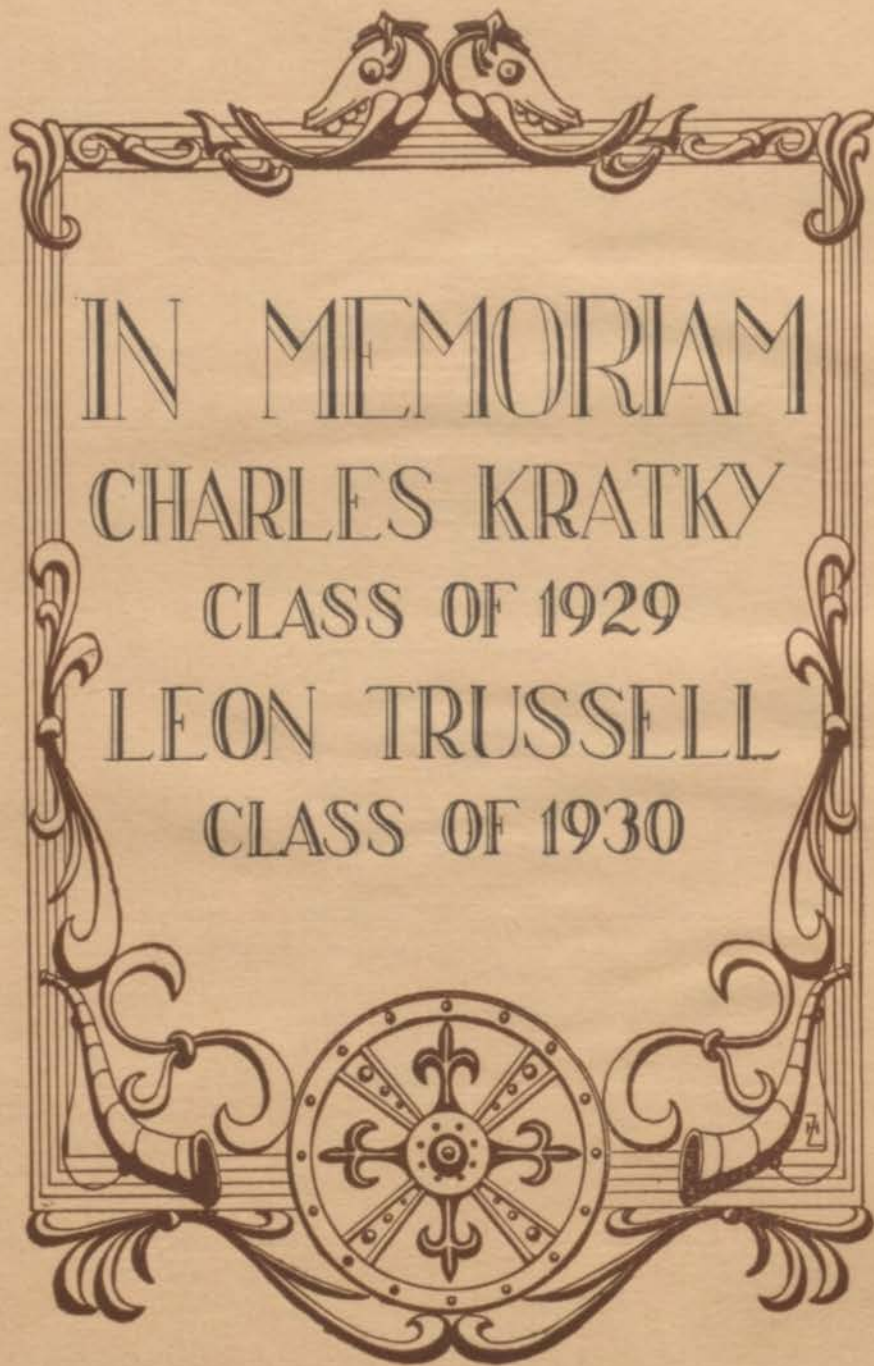 IN MEMORIAM
CHARLES KRATKY
CLASS OF 1929
LEON TRUSSELL
CLASS OF 1930